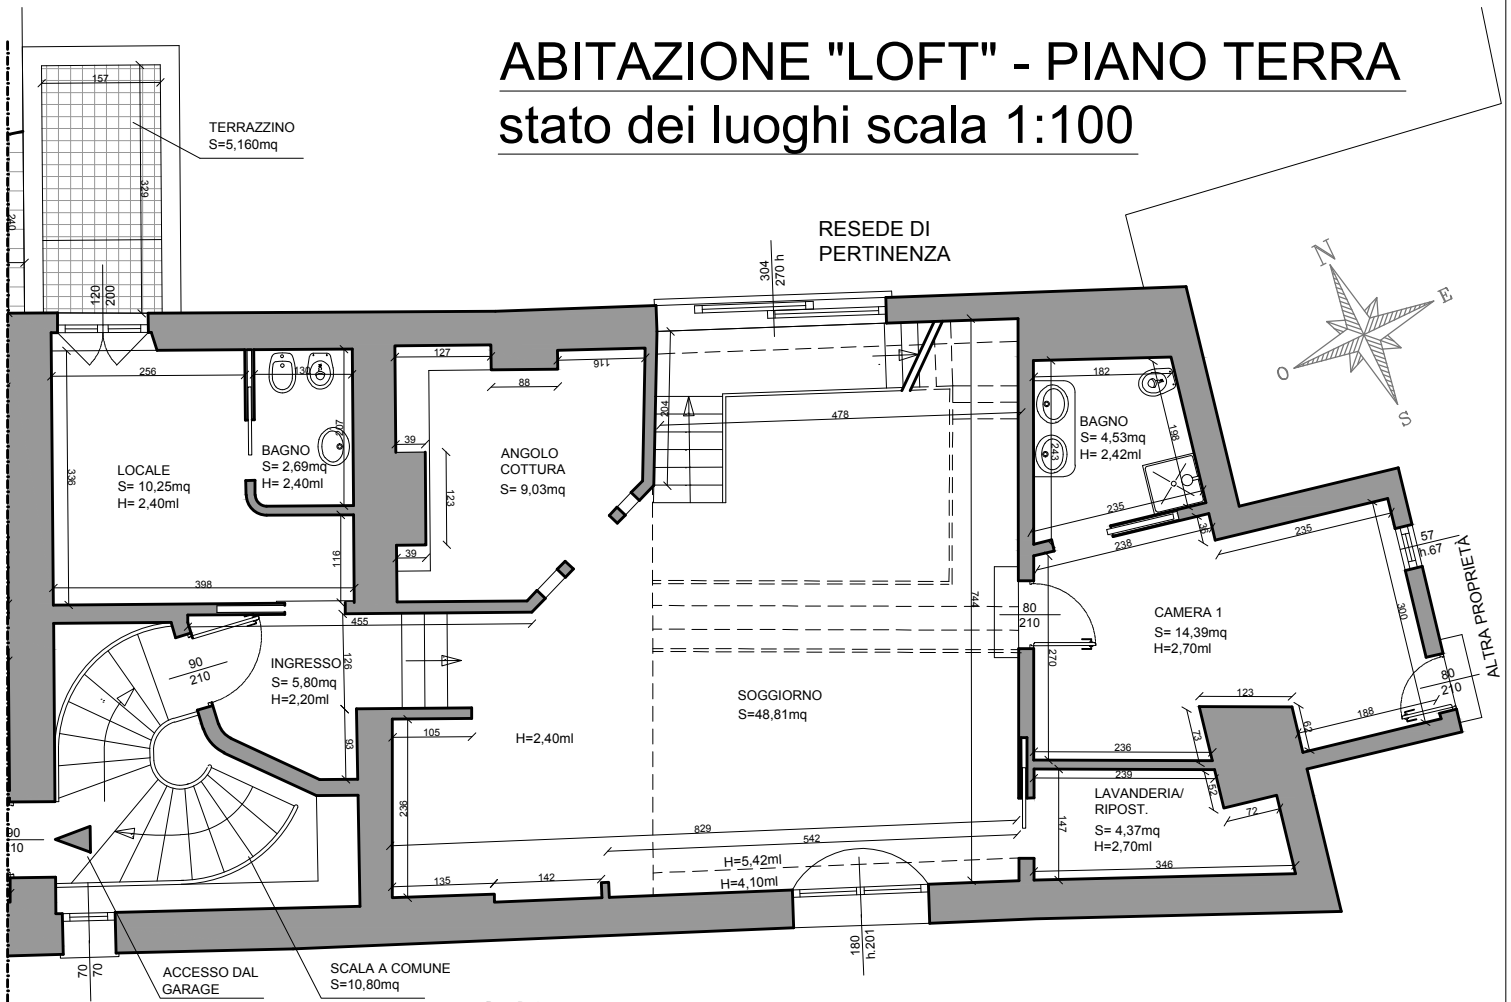 ABITAZIONE "LOFT" - PIANO TERRA
stato dei luoghi scala 1:100
157
TERRAZZINO
S=5,160mq
329
240
120
200
RESEDE DI
PERTINENZA
304
270 h
N
E
O
S
256
130
127
88
116
204
478
182
198
336
207
LOCALE
S= 10,25mq
H= 2,40ml
BAGNO
S= 2,69mq
H= 2,40ml
39
123
39
ANGOLO
COTTURA
S= 9,03mq
BAGNO
S= 4,53mq
H= 2,42ml
243
235
238
38
235
57
h.67
ALTRA PROPRIETÀ
116
398
455
744
80
210
300
CAMERA 1
S= 14,39mq
H=2,70ml
270
90
210
INGRESSO
S= 5,80mq
H=2,20ml
126
93
105
H=2,40ml
SOGGIORNO
S=48,81mq
123
73
62
188
80
210
236
236
239
52
72
LAVANDERIA/
RIPOST.
S= 4,37mq
H=2,70ml
147
346
90
10
829
542
H=5,42ml
H=4,10ml
135
142
180
h.201
70
70
ACCESSO DAL
GARAGE
SCALA A COMUNE
S=10,80mq